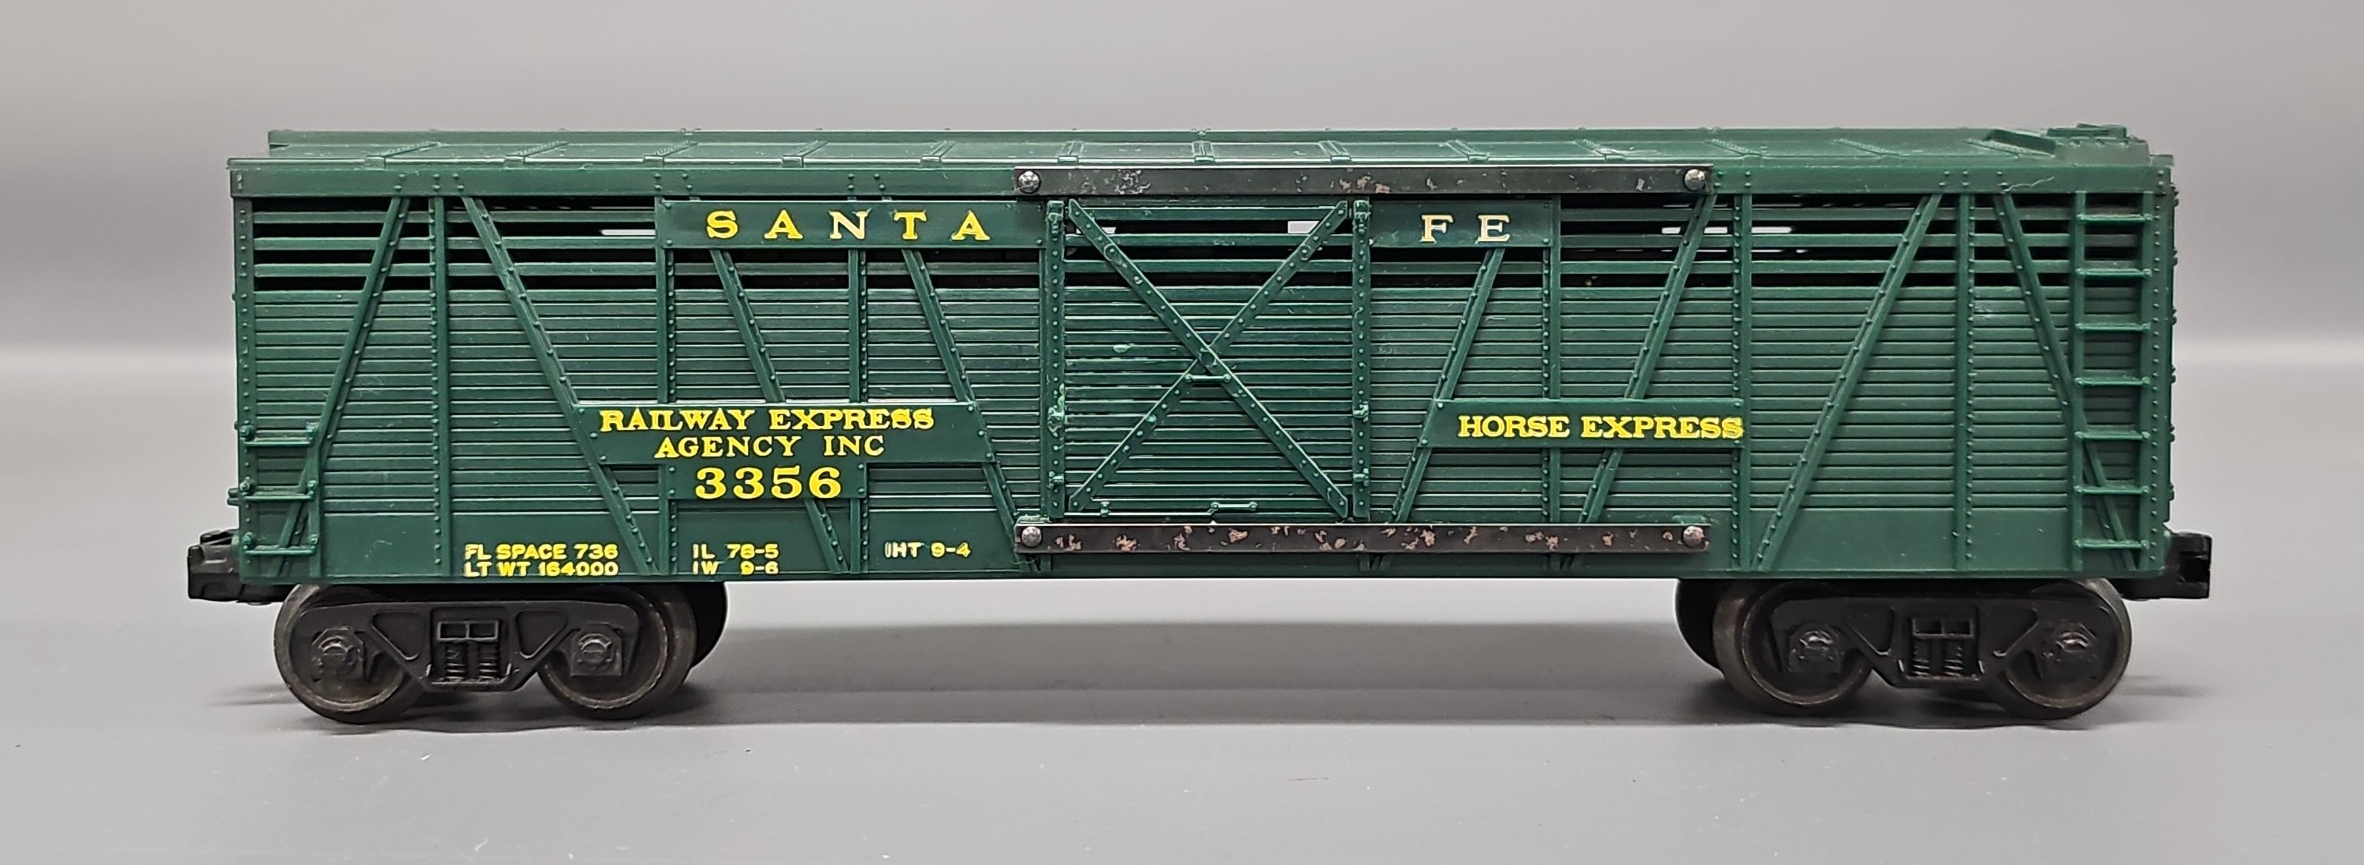 SANTA FE
RAILWAY EXPRESS
AGENCY INC
3356
HORSE EXPRESS
FL SPACE 736
LT WT 164000
IL 76-5
IW 9-6
IHT 9-4